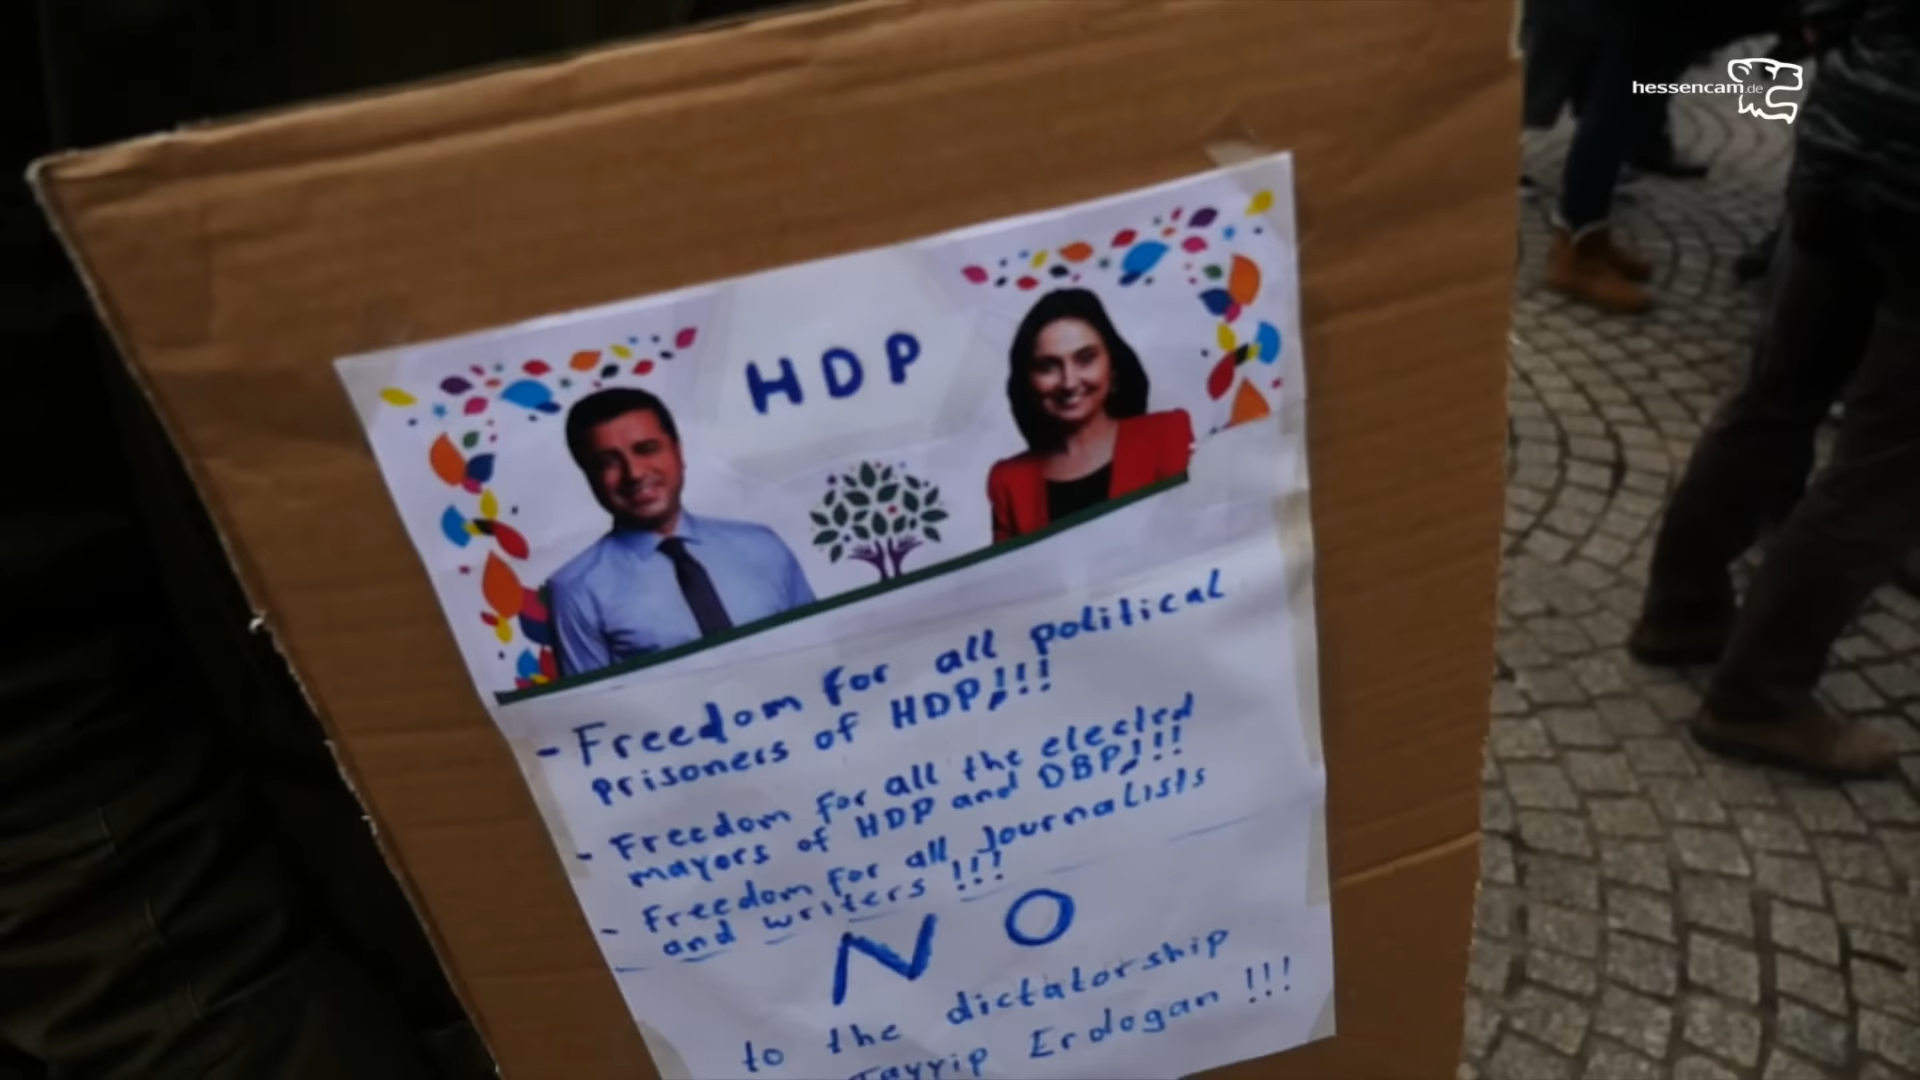 hessencam.de
HDP
- Freedom for all political
prisoners of HDP!!!
- Freedom for all the elected
mayors of HDP and DBP!!!
- Freedom for all Journalists
and writers !!!
NO
to the dictatorship
Tayyip Erdogan !!!